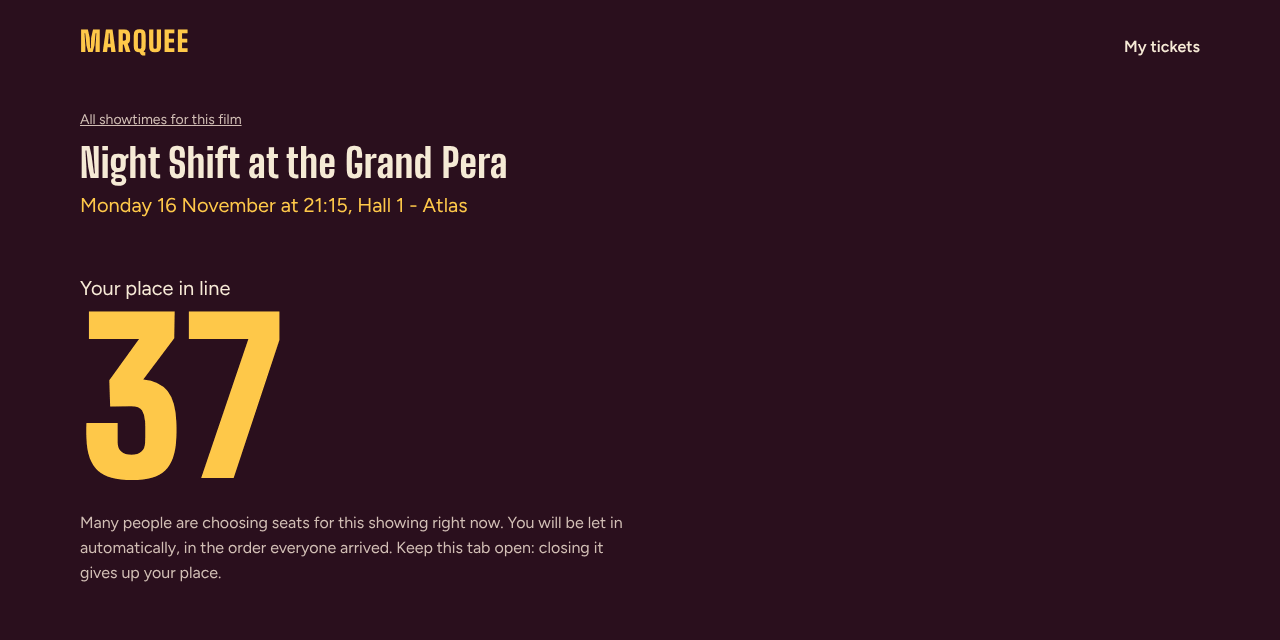 MARQUEE
My tickets
All showtimes for this film
Night Shift at the Grand Pera
Monday 16 November at 21:15, Hall 1 - Atlas
Your place in line
37
Many people are choosing seats for this showing right now. You will be let in
automatically, in the order everyone arrived. Keep this tab open: closing it
gives up your place.